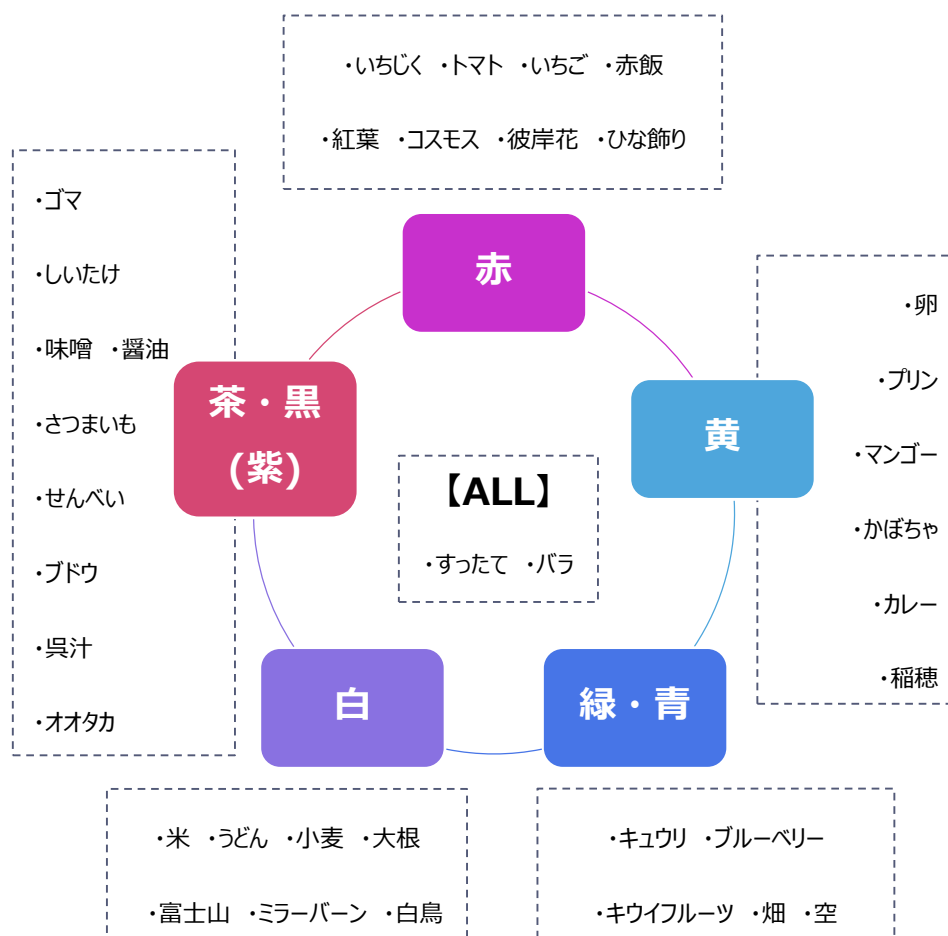 ・いちじく ・トマト ・いちご ・赤飯
・紅葉 ・コスモス ・彼岸花 ・ひな飾り
赤
・ゴマ
・しいたけ
・味噌 ・醤油
・さつまいも
・せんべい
・ブドウ
・呉汁
・オオタカ
茶・黒
(紫)
・卵
・プリン
・マンゴー
・かぼちゃ
・カレー
・稲穂
黄
【ALL】
・すったて ・バラ
白
緑・青
・米 ・うどん ・小麦 ・大根
・富士山 ・ミラーバーン ・白鳥
・キュウリ ・ブルーベリー
・キウイフルーツ ・畑 ・空